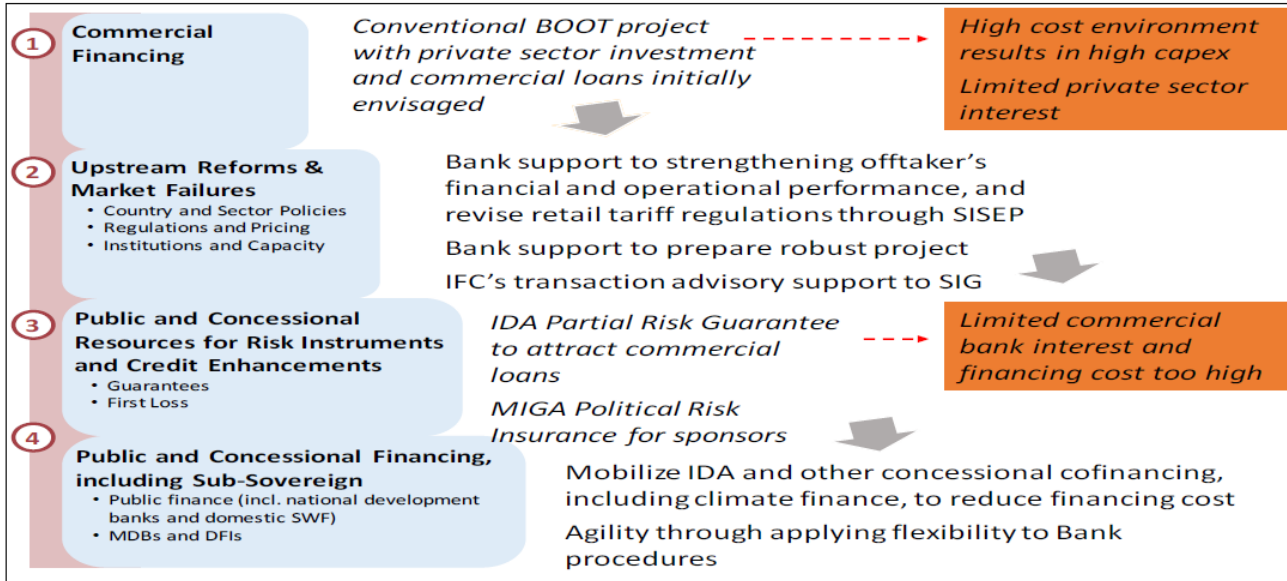 1
Commercial
Financing
Conventional BOOT project
with private sector investment
and commercial loans initially
envisaged
High cost environment
results in high capex
Limited private sector
interest
2
Upstream Reforms &
Market Failures
• Country and Sector Policies
• Regulations and Pricing
• Institutions and Capacity
Bank support to strengthening offtaker's
financial and operational performance, and
revise retail tariff regulations through SISEP
Bank support to prepare robust project
IFC's transaction advisory support to SIG
3
Public and Concessional
Resources for Risk Instruments
and Credit Enhancements
• Guarantees
• First Loss
IDA Partial Risk Guarantee
to attract commercial
loans
MIGA Political Risk
Insurance for sponsors
Limited commercial
bank interest and
financing cost too high
4
Public and Concessional Financing,
including Sub-Sovereign
• Public finance (incl. national development
banks and domestic SWF)
• MDBs and DFIs
Mobilize IDA and other concessional cofinancing,
including climate finance, to reduce financing cost
Agility through applying flexibility to Bank
procedures